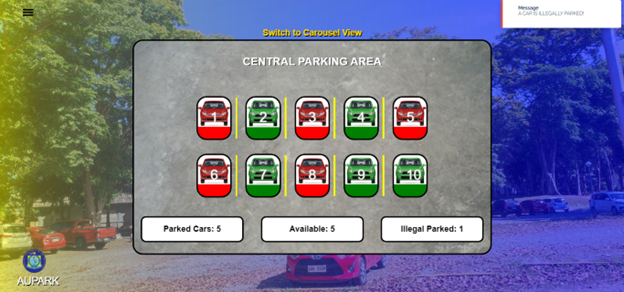 Message
A CAR IS ILLEGALLY PARKED!
Switch to Carousel View
CENTRAL PARKING AREA
1 2 3 4 5
6 7 8 9 10
Parked Cars: 5 Available: 5 Illegal Parked: 1
AUPARK